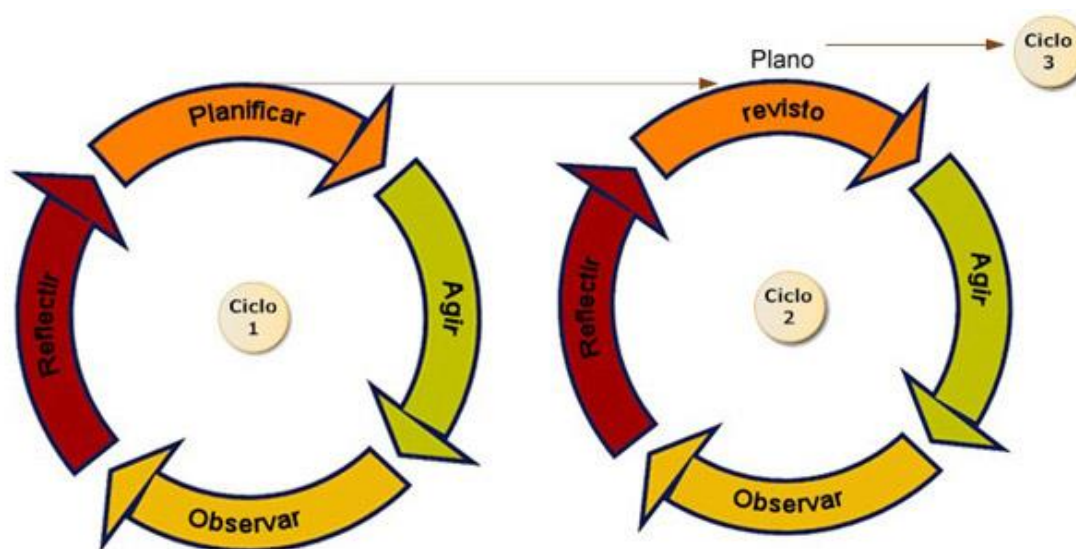 Planificar
Agir
Observar
Reflectir
Ciclo
1
Plano
revisto
Agir
Observar
Reflectir
Ciclo
2
Ciclo
3